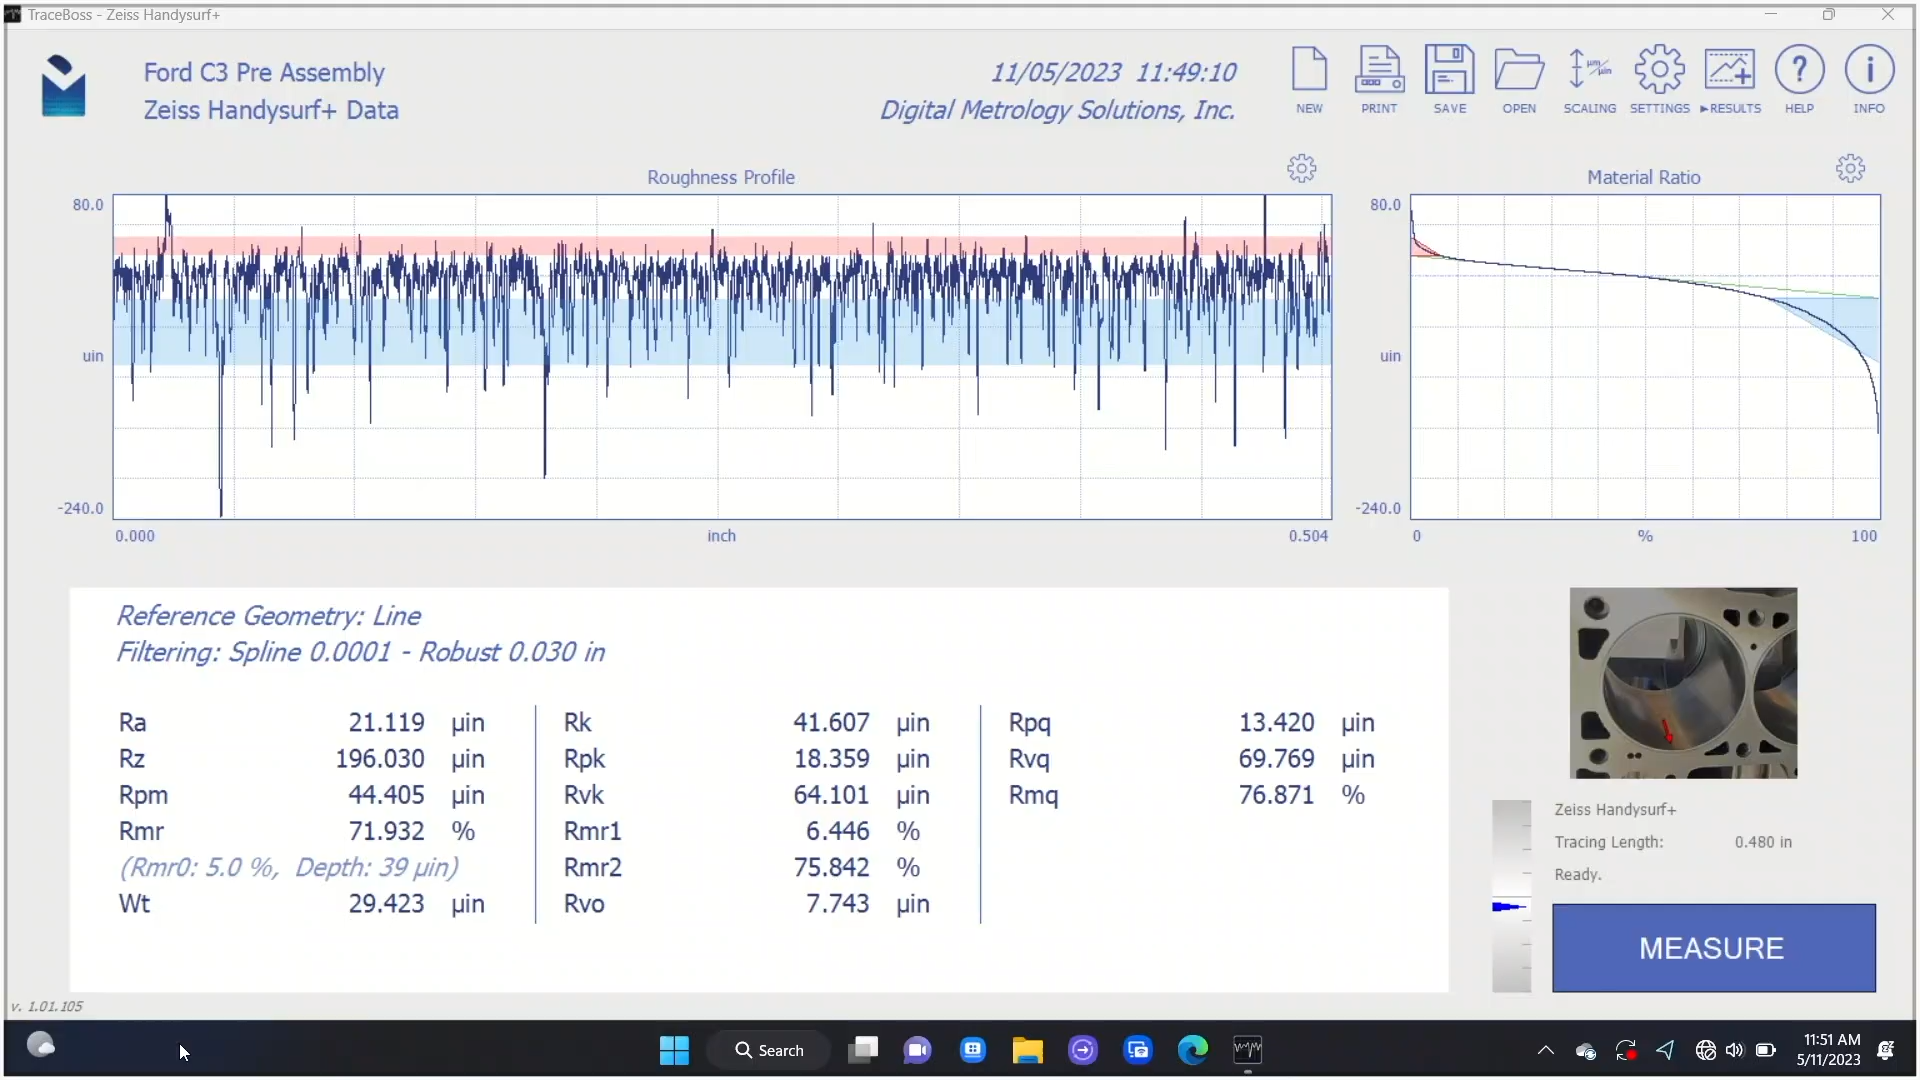 TraceBoss - Zeiss Handysurf+
Ford C3 Pre Assembly
Zeiss Handysurf+ Data
11/05/2023 11:49:10
Digital Metrology Solutions, Inc.
NEW
PRINT
SAVE
OPEN
µm/µin
SCALING
SETTINGS
►RESULTS
?
HELP
i
INFO
Roughness Profile
80.0
uin
-240.0
0.000
inch
0.504
Material Ratio
80.0
uin
-240.0
0
%
100
Reference Geometry: Line
Filtering: Spline 0.0001 - Robust 0.030 in
Ra 21.119 µin
Rz 196.030 µin
Rpm 44.405 µin
Rmr 71.932 %
(Rmr0: 5.0 %, Depth: 39 µin)
Wt 29.423 µin
Rk 41.607 µin
Rpk 18.359 µin
Rvk 64.101 µin
Rmr1 6.446 %
Rmr2 75.842 %
Rvo 7.743 µin
Rpq 13.420 µin
Rvq 69.769 µin
Rmq 76.871 %
Zeiss Handysurf+
Tracing Length: 0.480 in
Ready.
MEASURE
v. 1.01.105
Search
11:51 AM
5/11/2023